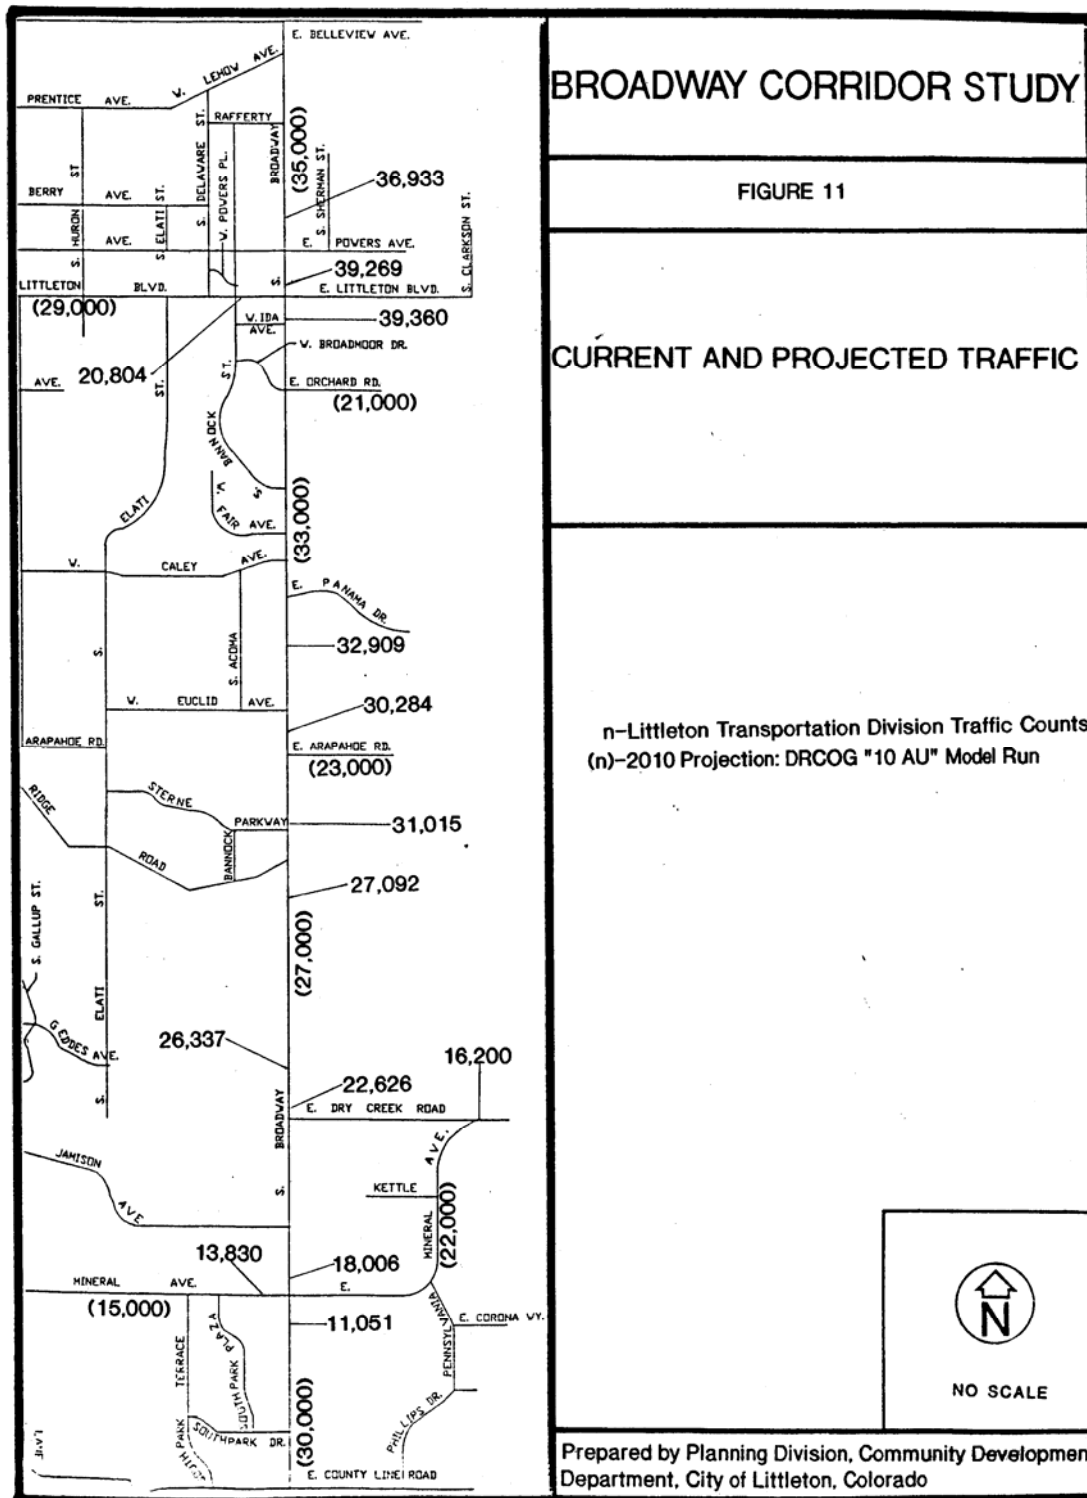 E. BELLEVIEW AVE.
W. LEHOW AVE.
PRENTICE AVE.
RAFFERTY
S. DELAWARE ST.
W. POWERS PL.
BROADWAY
(35,000)
S. SHERMAN ST.
36,933
S. HURON ST
BERRY AVE.
S. ELATI ST.
AVE.
E. POWERS AVE.
S. CLARKSON ST.
39,269
S.
LITTLETON BLVD.
E. LITTLETON BLVD.
(29,000)
W. IDA AVE.
39,360
W. BROADMOOR DR.
AVE.
20,804
ST.
E. ORCHARD RD.
(21,000)
S. BANNOCK ST.
ELATI
W. FAIR AVE.
(33,000)
W. CALEY AVE.
E. PANAMA DR.
S.
S. ACOMA
32,909
W. EUCLID AVE.
30,284
ARAPAHOE RD.
E. ARAPAHOE RD.
(23,000)
STERNE PARKWAY
31,015
RIDGE ROAD
BANNOCK
27,092
S. GALLUP ST.
ST.
(27,000)
ELATI
GEDDES AVE.
26,337
16,200
22,626
S.
E. DRY CREEK ROAD
BROADWAY
AVE.
JAMISON AVE
S.
KETTLE
MINERAL
(22,000)
13,830
18,006
MINERAL AVE.
E.
(15,000)
11,051
PENNSYLVANIA
E. CORONA WY.
TERRACE
SOUTHPARK PLAZA
SOUTHPARK DR.
SOUTH PARK
(30,000)
PHILLIPS DR.
E. COUNTY LINE ROAD
BROADWAY CORRIDOR STUDY
FIGURE 11
CURRENT AND PROJECTED TRAFFIC
n-Littleton Transportation Division Traffic Counts
(n)-2010 Projection: DRCOG "10 AU" Model Run
N
NO SCALE
Prepared by Planning Division, Community Developmen
Department, City of Littleton, Colorado